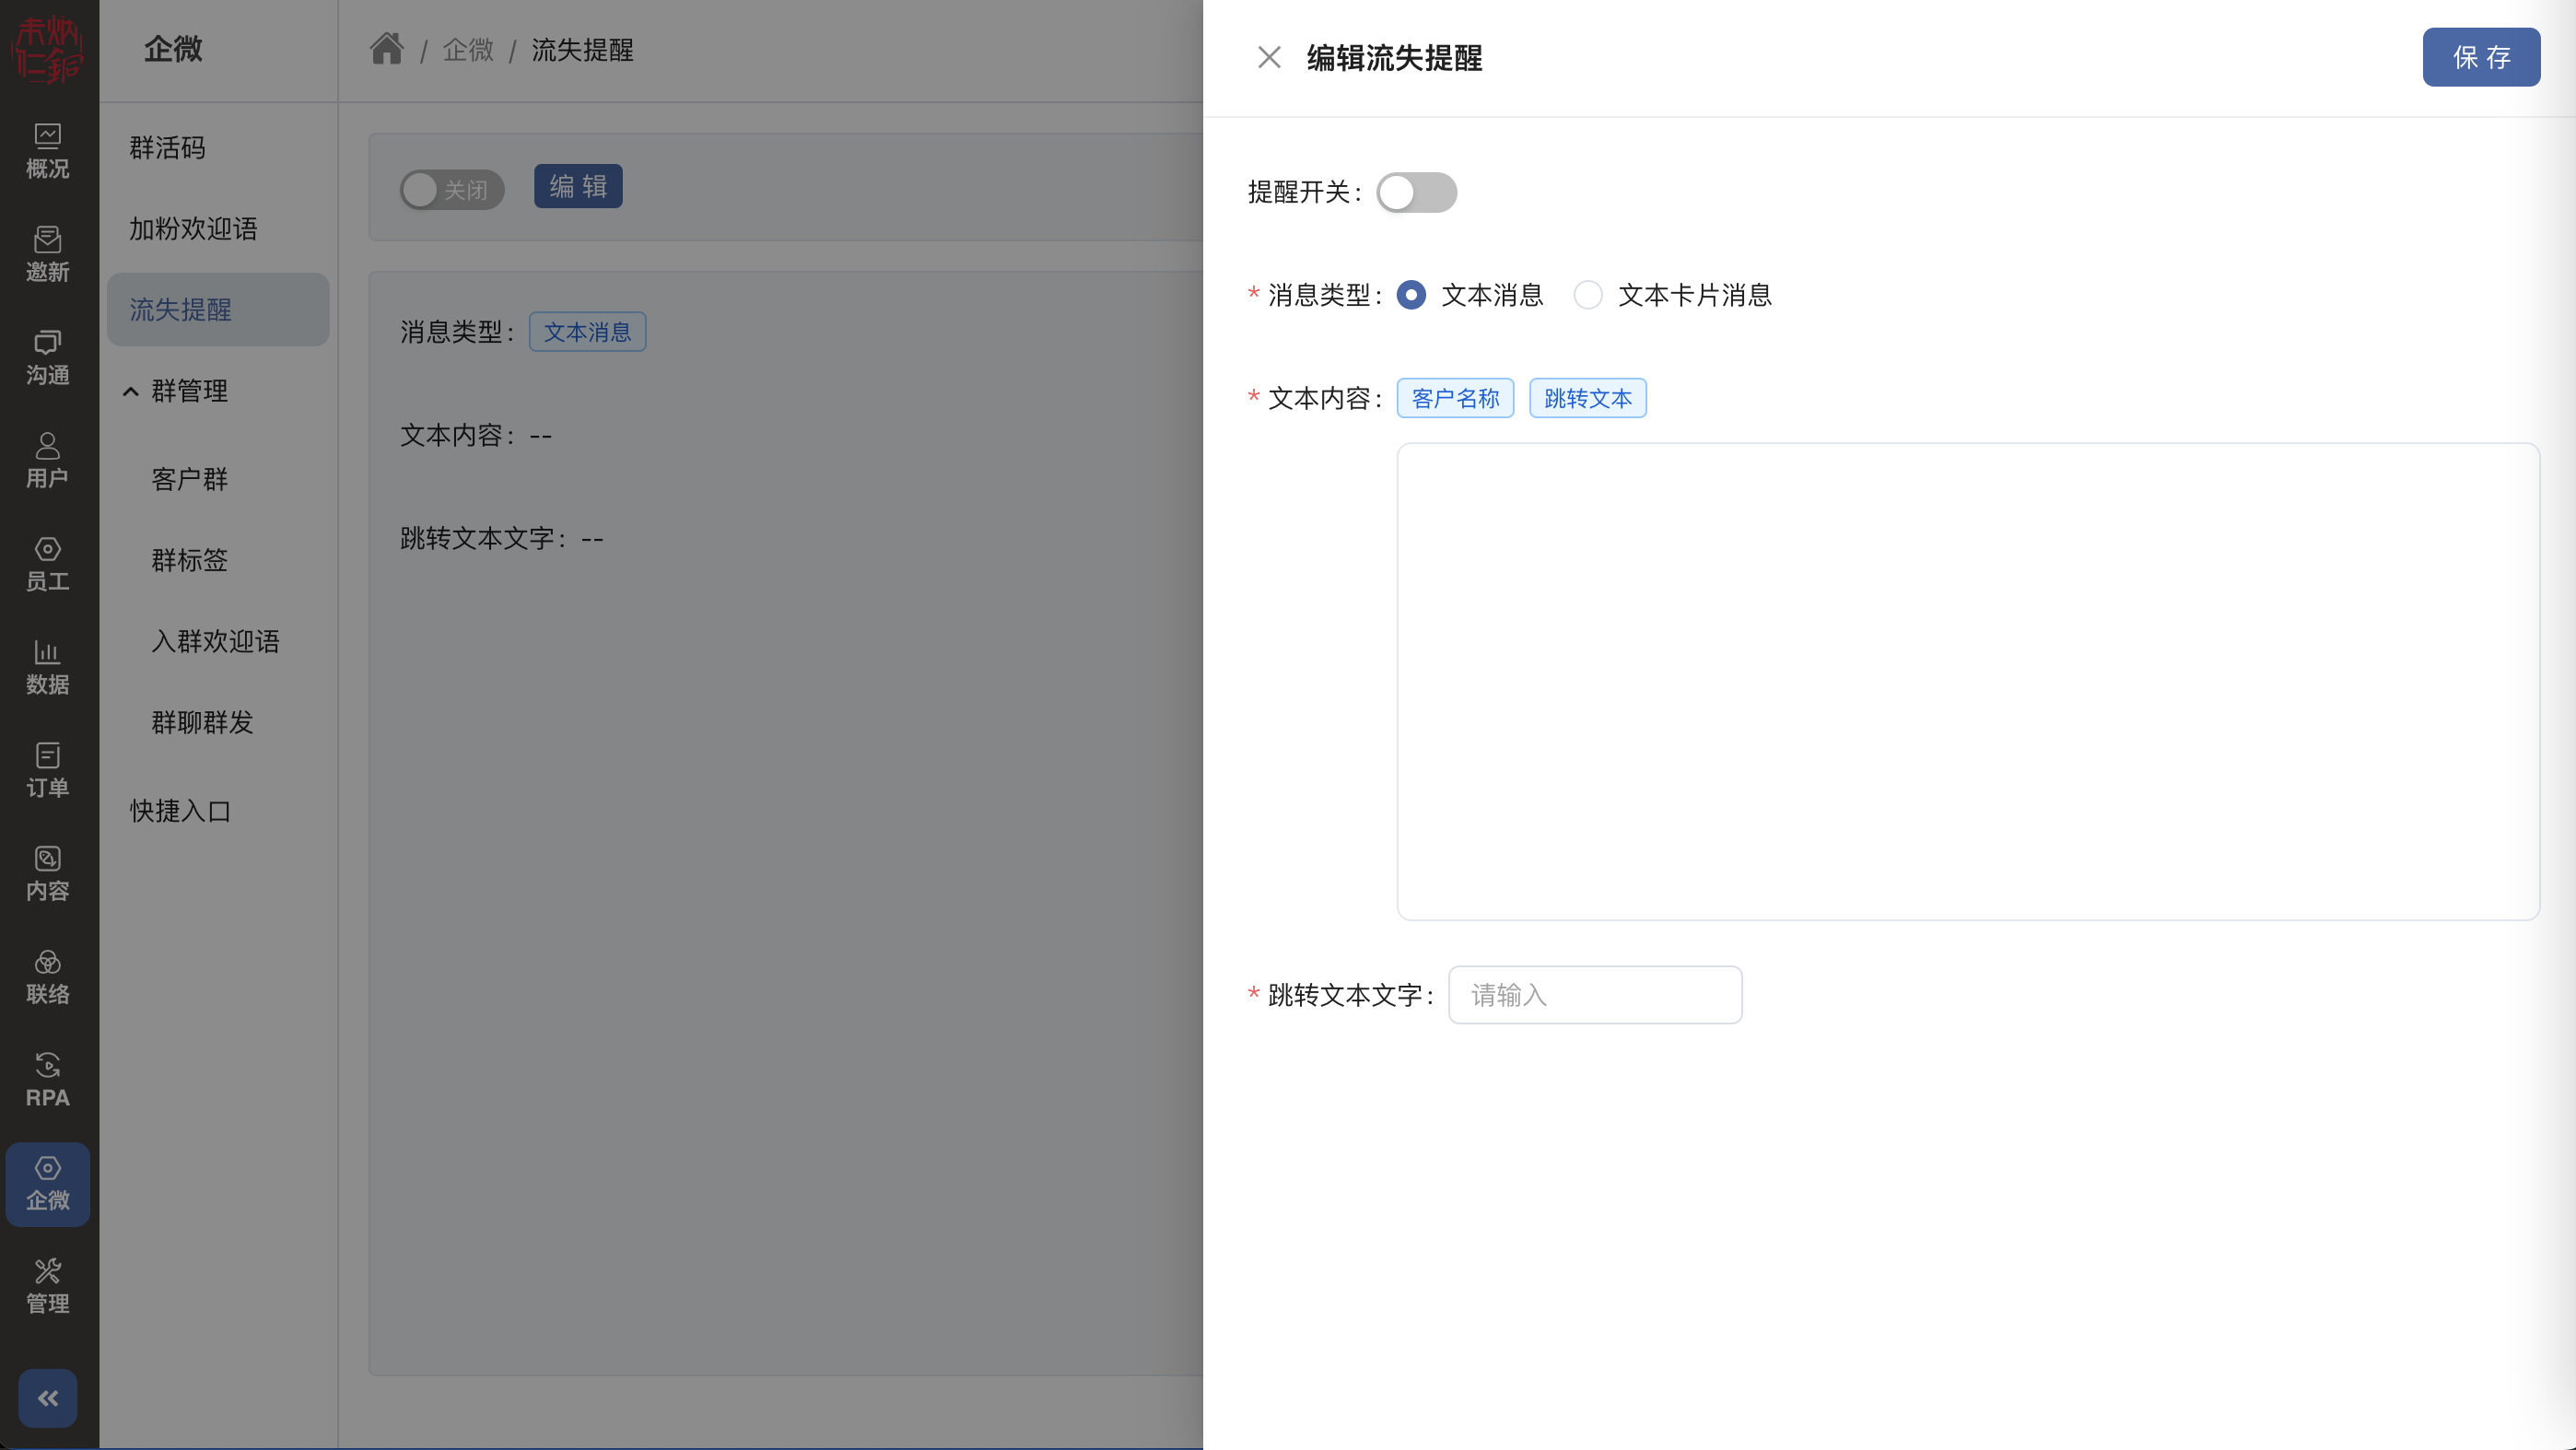 概况
邀新
沟通
用户
员工
数据
订单
内容
联络
RPA
企微
管理
企微
群活码
加粉欢迎语
流失提醒
群管理
客户群
群标签
入群欢迎语
群聊群发
快捷入口
/ 企微 / 流失提醒
关闭 编 辑
消息类型: 文本消息
文本内容: --
跳转文本文字: --
编辑流失提醒
保 存
提醒开关:
* 消息类型: 文本消息 文本卡片消息
* 文本内容: 客户名称 跳转文本
* 跳转文本文字: 请输入